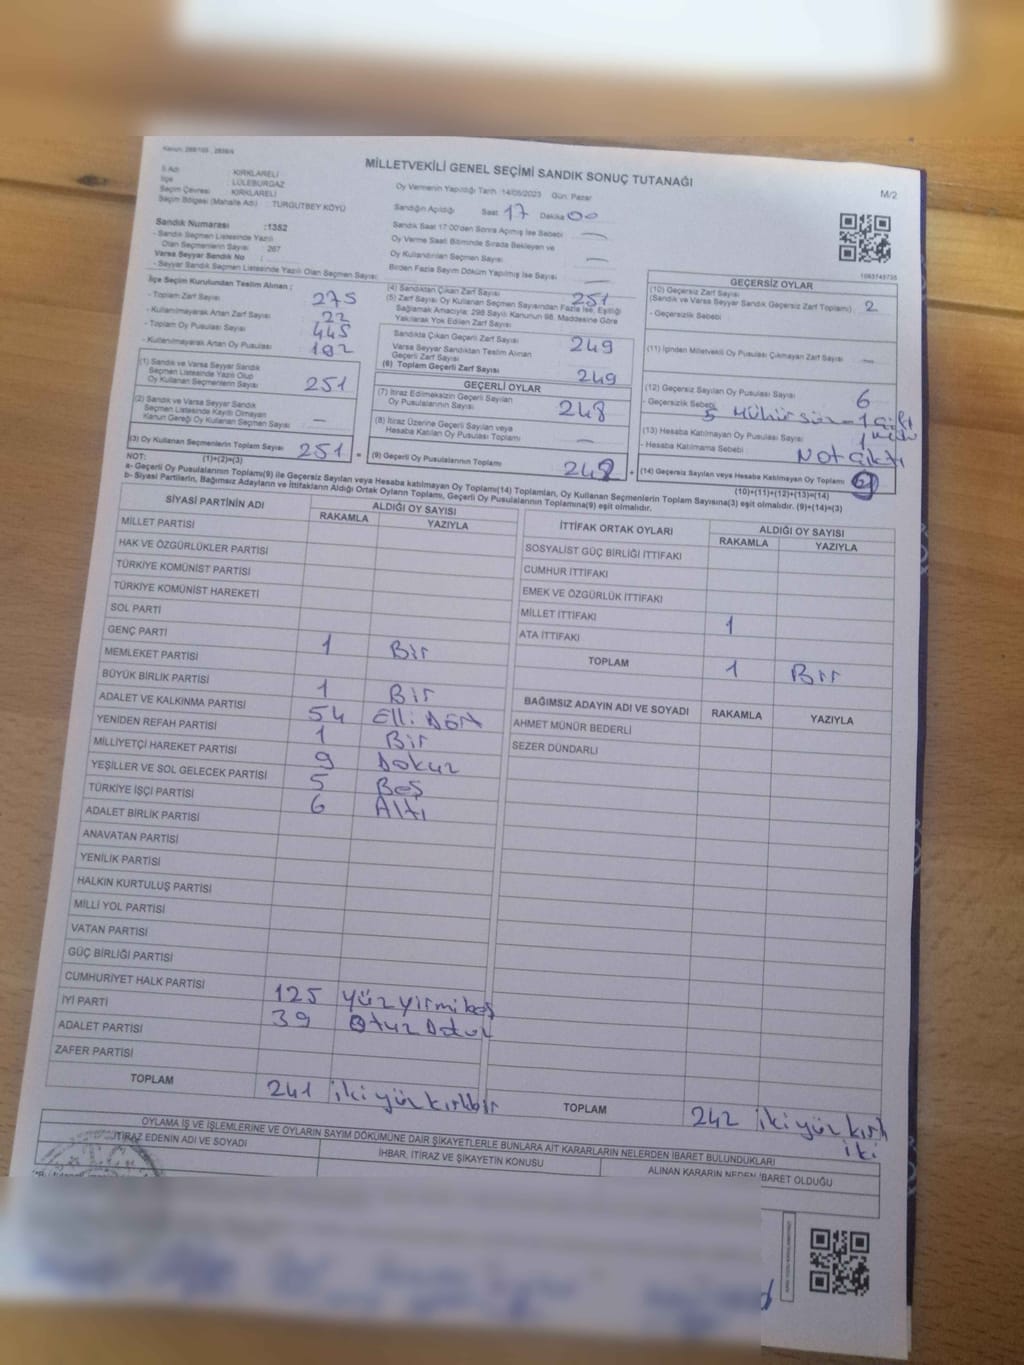 Kanun: 298/105 , 2839/4
MİLLETVEKİLİ GENEL SEÇİMİ SANDIK SONUÇ TUTANAĞI
M/2
İl Adı : KIRKLARELİ
İlçe : LÜLEBURGAZ
Seçim Çevresi : KIRKLARELİ
Seçim Bölgesi (Mahalle Adı) : TURGUTBEY KÖYÜ
Sandık Numarası :1352
- Sandık Seçmen Listesinde Yazılı
Olan Seçmenlerin Sayısı : 267
Varsa Seyyar Sandık No :
- Seyyar Sandık Seçmen Listesinde Yazılı Olan Seçmen Sayısı:
Oy Vermenin Yapıldığı Tarih :14/05/2023 Gün: Pazar
Sandığın Açıldığı Saat 17 Dakika 00
Sandık Saat 17:00'den Sonra Açılmış İse Sebebi —
Oy Verme Saati Bitiminde Sırada Bekleyen ve
Oy Kullandırılan Seçmen Sayısı —
Birden Fazla Sayım Döküm Yapılmış İse Sayısı —
1063745735
İlçe Seçim Kurulundan Teslim Alınan ;
- Toplam Zarf Sayısı 275
- Kullanılmayarak Artan Zarf Sayısı 22
- Toplam Oy Pusulası Sayısı 445
- Kullanılmayarak Artan Oy Pusulası 192
(1) Sandık ve Varsa Seyyar Sandık
Seçmen Listesinde Yazılı Olup
Oy Kullanan Seçmenlerin Sayısı 251
(2) Sandık ve Varsa Seyyar Sandık
Seçmen Listesinde Kayıtlı Olmayan
Kanun Gereği Oy Kullanan Seçmen Sayısı —
(3) Oy Kullanan Seçmenlerin Toplam Sayısı 251 =
(1)+(2)=(3)
(4) Sandıktan Çıkan Zarf Sayısı 251
(5) Zarf Sayısı Oy Kullanan Seçmen Sayısından Fazla İse, Eşitliği
Sağlamak Amacıyla; 298 Sayılı Kanunun 98. Maddesine Göre
Yakılarak Yok Edilen Zarf Sayısı
Sandıkta Çıkan Geçerli Zarf Sayısı 249
Varsa Seyyar Sandıktan Teslim Alınan
Geçerli Zarf Sayısı
(6) Toplam Geçerli Zarf Sayısı 249
GEÇERLİ OYLAR
(7) İtiraz Edilmeksizin Geçerli Sayılan
Oy Pusulalarının Sayısı 248
(8) İtiraz Üzerine Geçerli Sayılan veya
Hesaba Katılan Oy Pusulası Toplamı —
(9) Geçerli Oy Pusulalarının Toplamı +
GEÇERSİZ OYLAR
(10) Geçersiz Zarf Sayısı
(Sandık ve Varsa Seyyar Sandık Geçersiz Zarf Toplamı) : 2
- Geçersizlik Sebebi
(11) İçinden Milletvekili Oy Pusulası Çıkmayan Zarf Sayısı —
(12) Geçersiz Sayılan Oy Pusulası Sayısı 6
- Geçersizlik Sebebi 5 Mühürsüz - 1 çift
(13) Hesaba Katılmayan Oy Pusulası Sayısı 1
- Hesaba Katılmama Sebebi : Not çıktı
(14) Geçersiz Sayılan veya Hesaba Katılmayan Oy Toplamı
(10)+(11)+(12)+(13)=(14)
NOT:
a- Geçerli Oy Pusulalarının Toplamı(9) ile Geçersiz Sayılan veya Hesaba katılmayan Oy Toplamı(14) Toplamları, Oy Kullanan Seçmenlerin Toplam Sayısına(3) eşit olmalıdır. (9)+(14)=(3)
b- Siyasi Partilerin, Bağımsız Adayların ve İttifakların Aldığı Oyların Toplamı, Geçerli Oy Pusulalarının Toplamına(9) eşit olmalıdır.
SİYASİ PARTİNİN ADI ALDIĞI OY SAYISI
RAKAMLA YAZIYLA
MİLLET PARTİSİ
HAK VE ÖZGÜRLÜKLER PARTİSİ
TÜRKİYE KOMÜNİST PARTİSİ
TÜRKİYE KOMÜNİST HAREKETİ
SOL PARTİ
GENÇ PARTİ
MEMLEKET PARTİSİ 1 Bir
BÜYÜK BİRLİK PARTİSİ
ADALET VE KALKINMA PARTİSİ 1 Bir
YENİDEN REFAH PARTİSİ 54 Elli Dört
MİLLİYETÇİ HAREKET PARTİSİ 1 Bir
YEŞİLLER VE SOL GELECEK PARTİSİ 9 Dokuz
TÜRKİYE İŞÇİ PARTİSİ 5 Beş
ADALET BİRLİK PARTİSİ 6 Altı
ANAVATAN PARTİSİ
YENİLİK PARTİSİ
HALKIN KURTULUŞ PARTİSİ
MİLLİ YOL PARTİSİ
VATAN PARTİSİ
GÜÇ BİRLİĞİ PARTİSİ
CUMHURİYET HALK PARTİSİ 125 yüzyirmibeş
İYİ PARTİ 39 Otuz Dokuz
ADALET PARTİSİ
ZAFER PARTİSİ
TOPLAM 241 ikiyüz kırkbir
İTTİFAK ORTAK OYLARI ALDIĞI OY SAYISI
RAKAMLA YAZIYLA
SOSYALİST GÜÇ BİRLİĞİ İTTİFAKI
CUMHUR İTTİFAKI
EMEK VE ÖZGÜRLÜK İTTİFAKI
MİLLET İTTİFAKI 1
ATA İTTİFAKI
TOPLAM 1 Bir
BAĞIMSIZ ADAYIN ADI VE SOYADI RAKAMLA YAZIYLA
AHMET MÜNÜR BEDERLİ
SEZER DÜNDARLI
TOPLAM 242 ikiyüz kırk
iki
OYLAMA İŞ VE İŞLEMLERİNE VE OYLARIN SAYIM DÖKÜMÜNE DAİR ŞİKAYETLERLE BUNLARA AİT KARARLARIN NELERDEN İBARET BULUNDUKLARI
İTİRAZ EDENİN ADI VE SOYADI İHBAR, İTİRAZ VE ŞİKAYETİN KONUSU ALINAN KARARIN NEDEN İBARET OLDUĞU